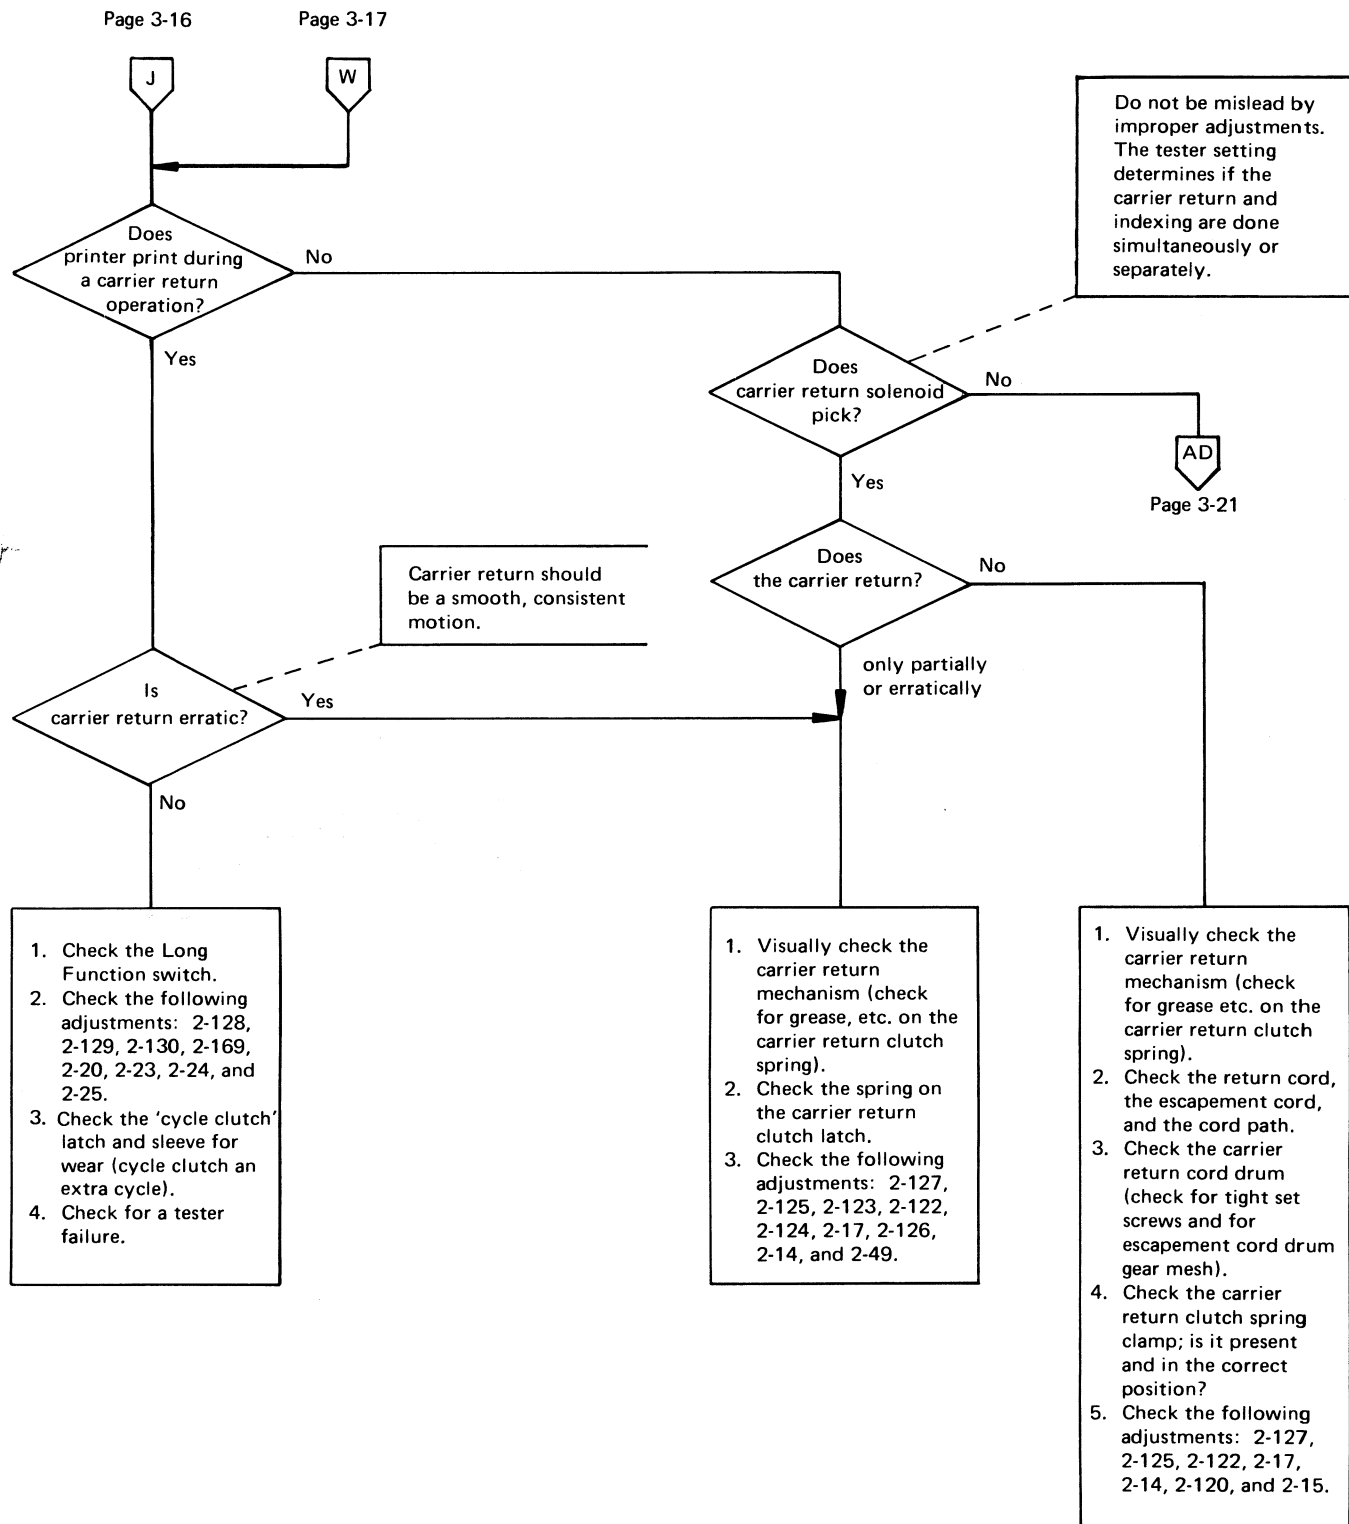 Page 3-16
Page 3-17
J
W
Do not be mislead by
improper adjustments.
The tester setting
determines if the
carrier return and
indexing are done
simultaneously or
separately.
Does
printer print during
a carrier return
operation?
No
Yes
Does
carrier return solenoid
pick?
No
AD
Page 3-21
Yes
Does
the carrier return?
No
only partially
or erratically
Carrier return should
be a smooth, consistent
motion.
Is
carrier return erratic?
Yes
No
1. Check the Long
Function switch.
2. Check the following
adjustments: 2-128,
2-129, 2-130, 2-169,
2-20, 2-23, 2-24, and
2-25.
3. Check the ‘cycle clutch’
latch and sleeve for
wear (cycle clutch an
extra cycle).
4. Check for a tester
failure.
1. Visually check the
carrier return
mechanism (check
for grease, etc. on the
carrier return clutch
spring).
2. Check the spring on
the carrier return
clutch latch.
3. Check the following
adjustments: 2-127,
2-125, 2-123, 2-122,
2-124, 2-17, 2-126,
2-14, and 2-49.
1. Visually check the
carrier return
mechanism (check
for grease etc. on the
carrier return clutch
spring).
2. Check the return cord,
the escapement cord,
and the cord path.
3. Check the carrier
return cord drum
(check for tight set
screws and for
escapement cord drum
gear mesh).
4. Check the carrier
return clutch spring
clamp; is it present
and in the correct
position?
5. Check the following
adjustments: 2-127,
2-125, 2-122, 2-17,
2-14, 2-120, and 2-15.